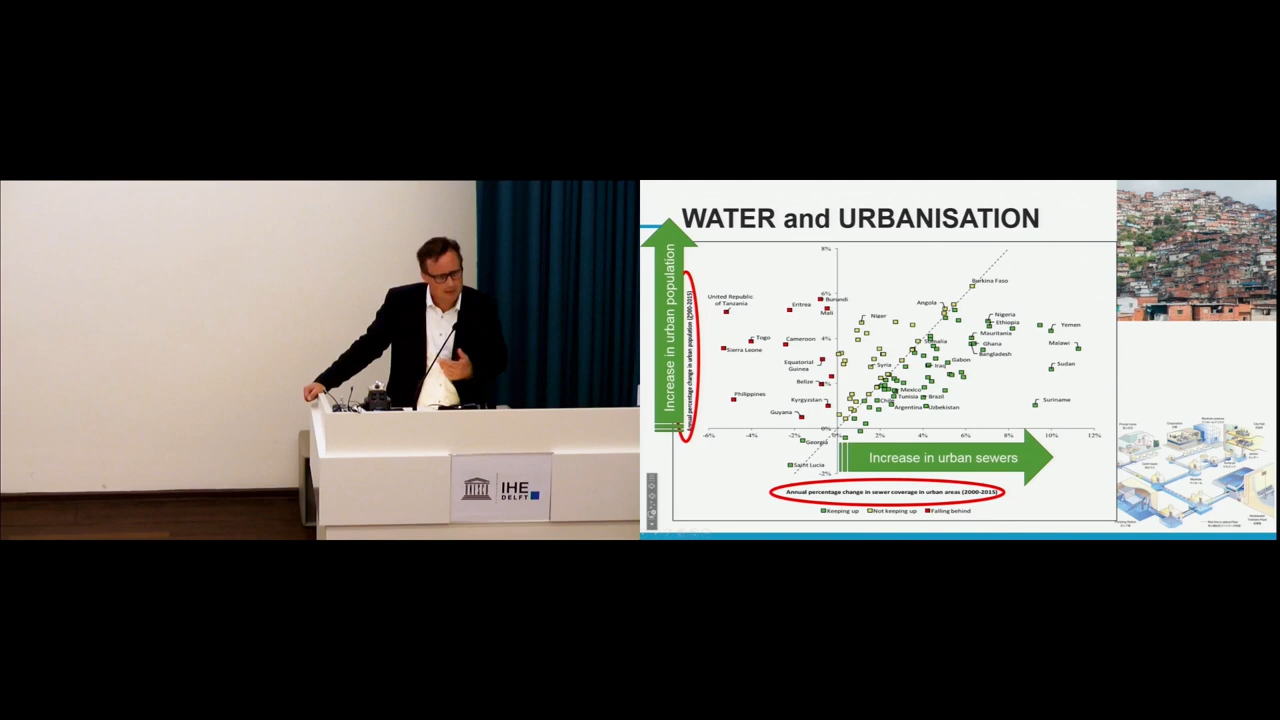 IHE
DELFT
WATER and URBANISATION
Increase in urban population
Annual percentage change in urban population (2000-2015)
8%
6%
4%
2%
0%
-2%
-6%
-4%
-2%
0%
2%
4%
6%
8%
10%
12%
Burkina Faso
United Republic
of Tanzania
Eritrea
Burundi
Mali
Angola
Niger
Nigeria
Ethiopia
Yemen
Mauritania
Togo
Cameroon
Somalia
Ghana
Malawi
Sierra Leone
Bangladesh
Equatorial
Guinea
Syria
Iraq
Gabon
Sudan
Belize
Mexico
Philippines
Kyrgyzstan
Chile
Tunisia
Brazil
Suriname
Guyana
Argentina
Uzbekistan
Georgia
Saint Lucia
Increase in urban sewers
Annual percentage change in sewer coverage in urban areas (2000-2015)
Keeping up
Not keeping up
Falling behind